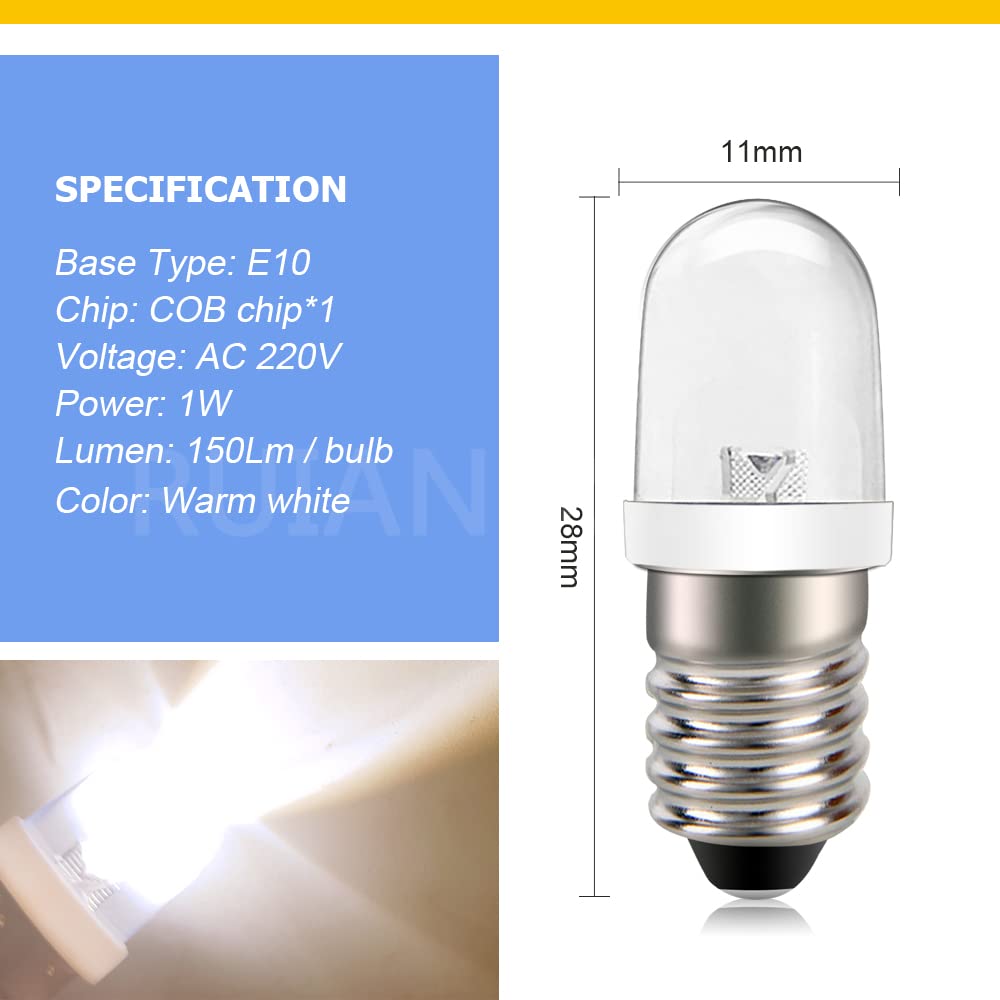 SPECIFICATION
Base Type: E10
Chip: COB chip*1
Voltage: AC 220V
Power: 1W
Lumen: 150Lm / bulb
Color: Warm white
RUIAN
11mm
28mm